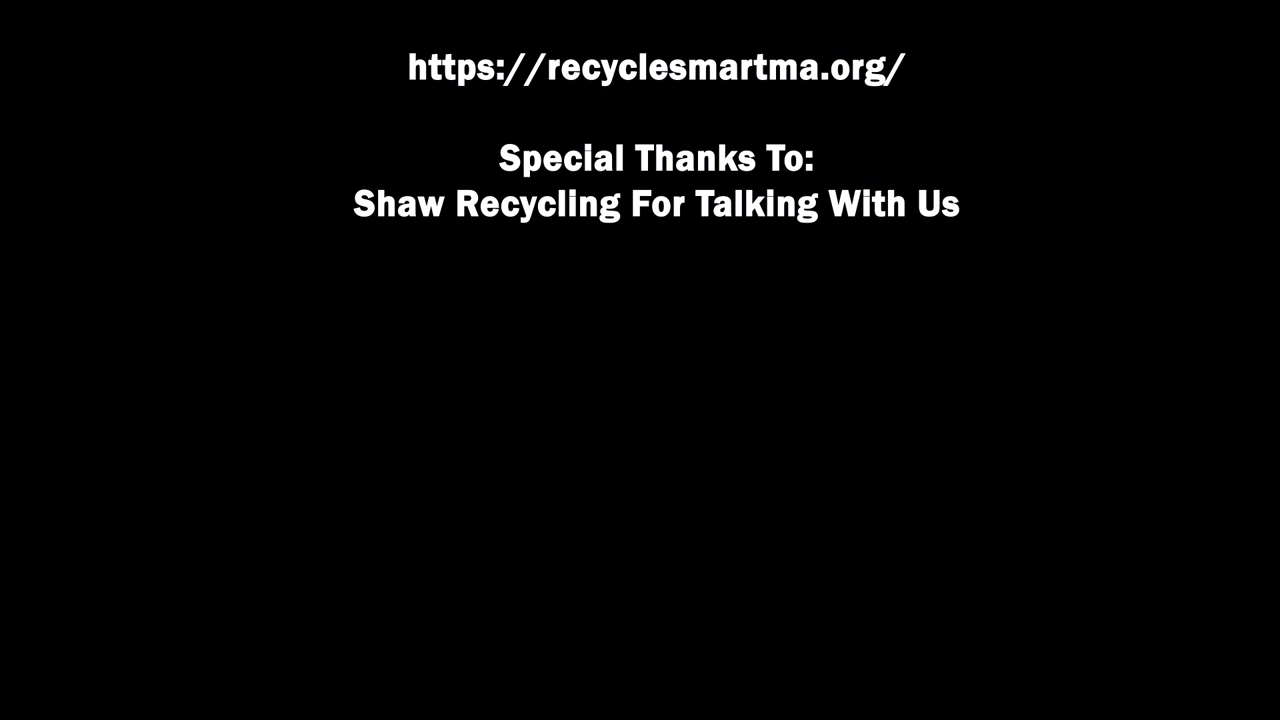 https://recyclesmartma.org/
Special Thanks To:
Shaw Recycling For Talking With Us